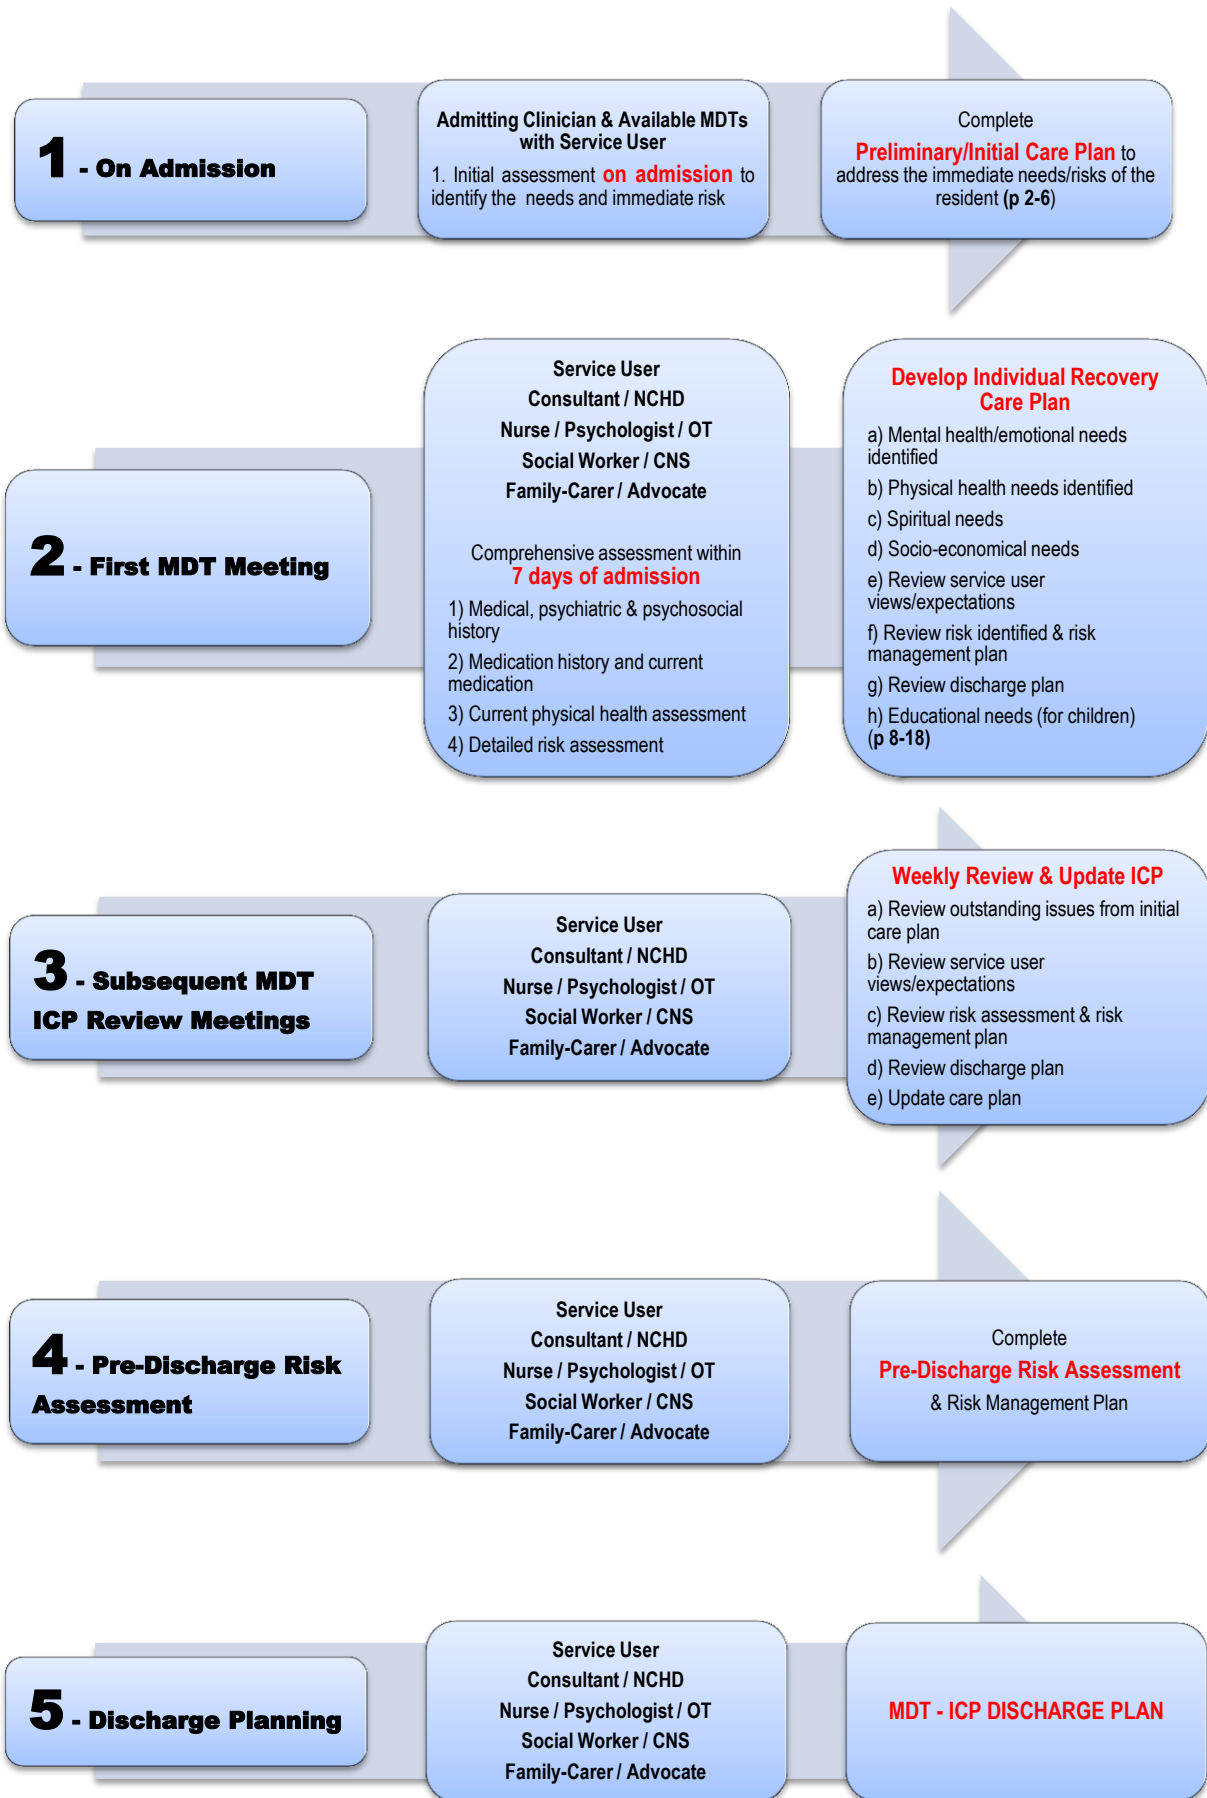 1 - On Admission
Admitting Clinician & Available MDTs
with Service User
1. Initial assessment on admission to
identify the needs and immediate risk
Complete
Preliminary/Initial Care Plan to
address the immediate needs/risks of the
resident (p 2-6)
2 - First MDT Meeting
Service User
Consultant / NCHD
Nurse / Psychologist / OT
Social Worker / CNS
Family-Carer / Advocate
Comprehensive assessment within
7 days of admission
1) Medical, psychiatric & psychosocial
history
2) Medication history and current
medication
3) Current physical health assessment
4) Detailed risk assessment
Develop Individual Recovery
Care Plan
a) Mental health/emotional needs
identified
b) Physical health needs identified
c) Spiritual needs
d) Socio-economical needs
e) Review service user
views/expectations
f) Review risk identified & risk
management plan
g) Review discharge plan
h) Educational needs (for children)
(p 8-18)
3 - Subsequent MDT
ICP Review Meetings
Service User
Consultant / NCHD
Nurse / Psychologist / OT
Social Worker / CNS
Family-Carer / Advocate
Weekly Review & Update ICP
a) Review outstanding issues from initial
care plan
b) Review service user
views/expectations
c) Review risk assessment & risk
management plan
d) Review discharge plan
e) Update care plan
4 - Pre-Discharge Risk
Assessment
Service User
Consultant / NCHD
Nurse / Psychologist / OT
Social Worker / CNS
Family-Carer / Advocate
Complete
Pre-Discharge Risk Assessment
& Risk Management Plan
5 - Discharge Planning
Service User
Consultant / NCHD
Nurse / Psychologist / OT
Social Worker / CNS
Family-Carer / Advocate
MDT - ICP DISCHARGE PLAN